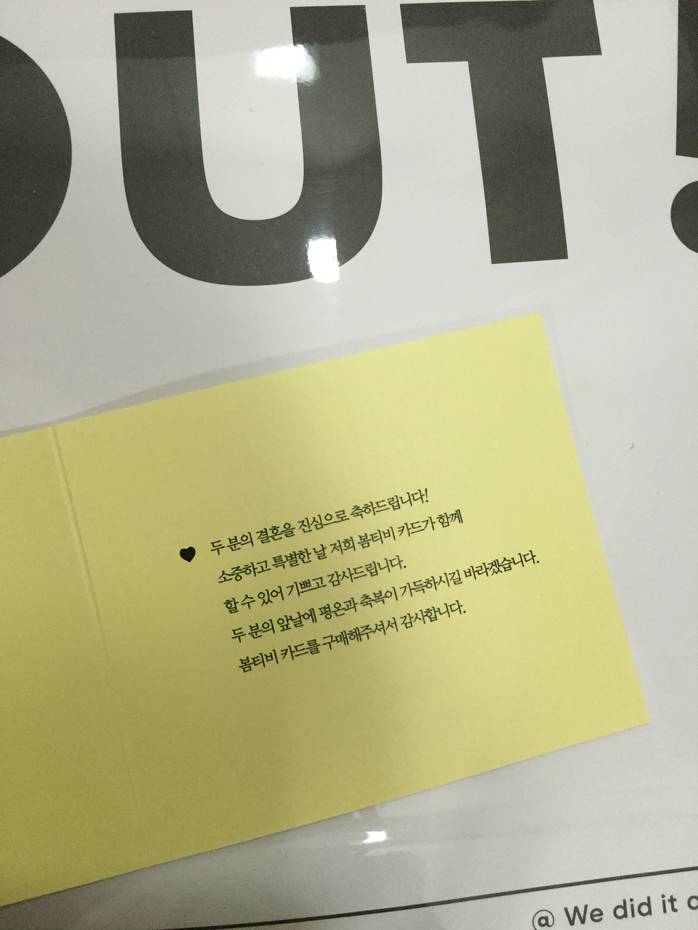 OUT!
♥ 두 분의 결혼을 진심으로 축하드립니다!
소중하고 특별한 날 저희 봄티비 카드가 함께
할 수 있어 기쁘고 감사드립니다.
두 분의 앞날에 평온과 축복이 가득하시길 바라겠습니다.
봄티비 카드를 구매해주셔서 감사합니다.
@ We did it